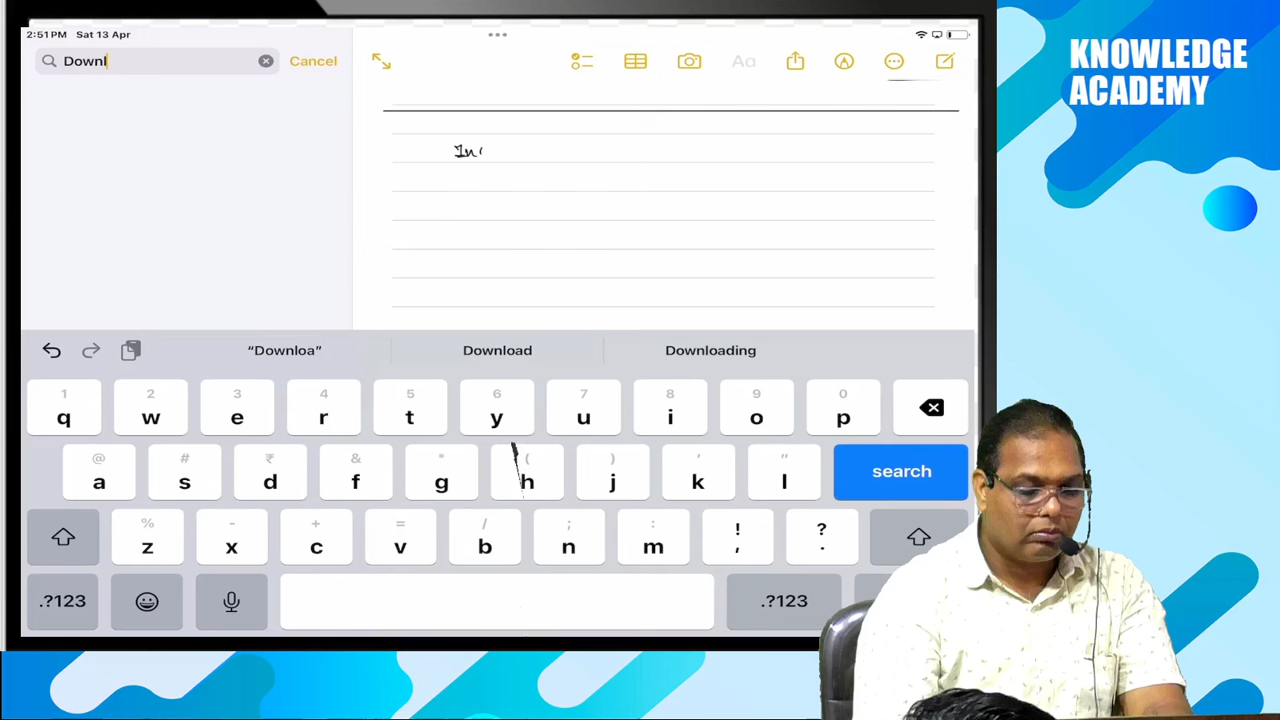 2:51 PM Sat 13 Apr
Downl
Cancel
Aa
KNOWLEDGE
ACADEMY
"Downloa" Download Downloading
1 2 3 4 5 6 7 8 9 0
q w e r t y u i o p
@ # ₹ & * ( ) ' "
a s d f g h j k l search
% - + = / ; : ! ?
z x c v b n m , .
.?123 .?123